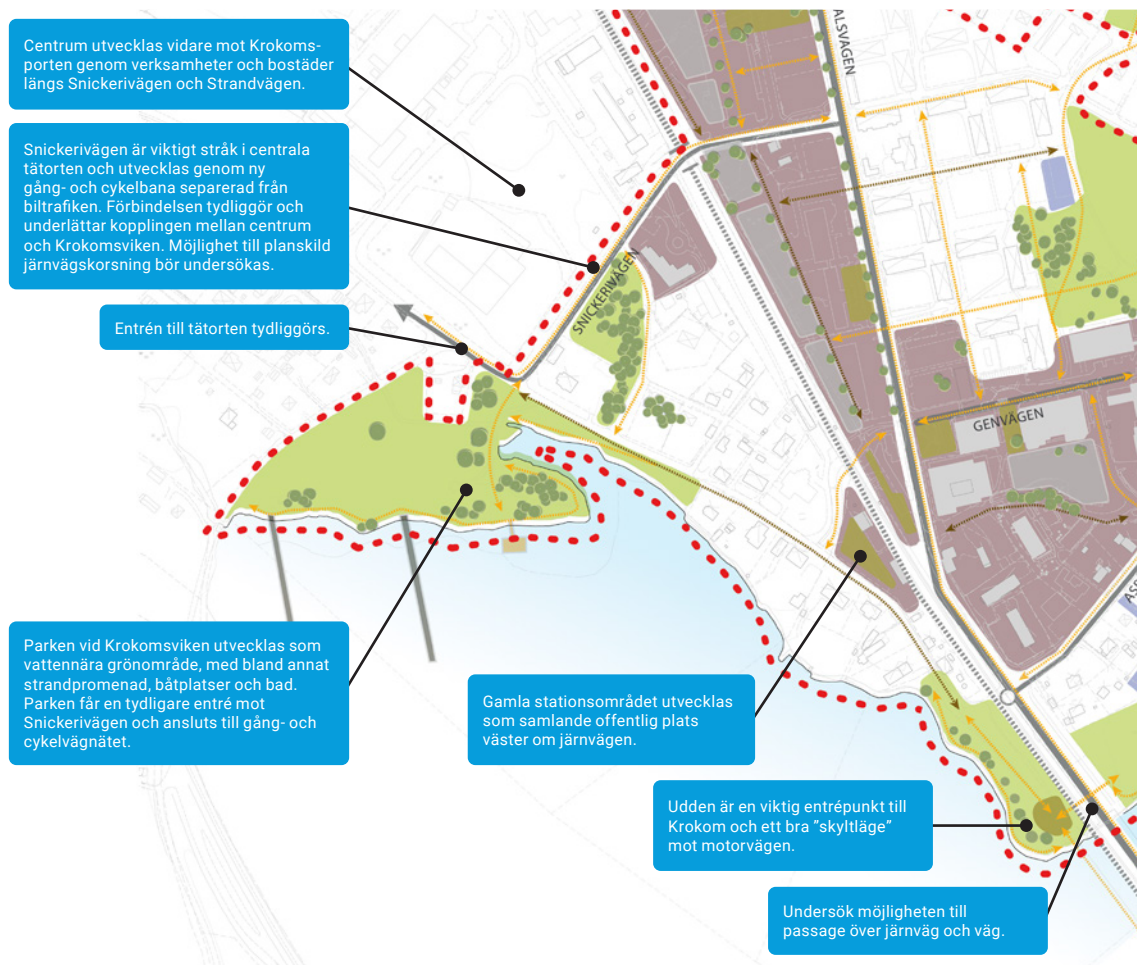 Centrum utvecklas vidare mot Krokoms-
porten genom verksamheter och bostäder
längs Snickerivägen och Strandvägen.
Snickerivägen är viktigt stråk i centrala
tätorten och utvecklas genom ny
gång- och cykelbana separerad från
biltrafiken. Förbindelsen tydliggör och
underlättar kopplingen mellan centrum
och Krokomsviken. Möjlighet till planskild
järnvägskorsning bör undersökas.
Entrén till tätorten tydliggörs.
ALSVÄGEN
SNICKERIVÄGEN
GENVÄGEN
Parken vid Krokomsviken utvecklas som
vattennära grönområde, med bland annat
strandpromenad, båtplatser och bad.
Parken får en tydligare entré mot
Snickerivägen och ansluts till gång- och
cykelvägnätet.
Gamla stationsområdet utvecklas
som samlande offentlig plats
väster om järnvägen.
Udden är en viktig entrépunkt till
Krokom och ett bra ”skyltläge”
mot motorvägen.
Undersök möjligheten till
passage över järnväg och väg.